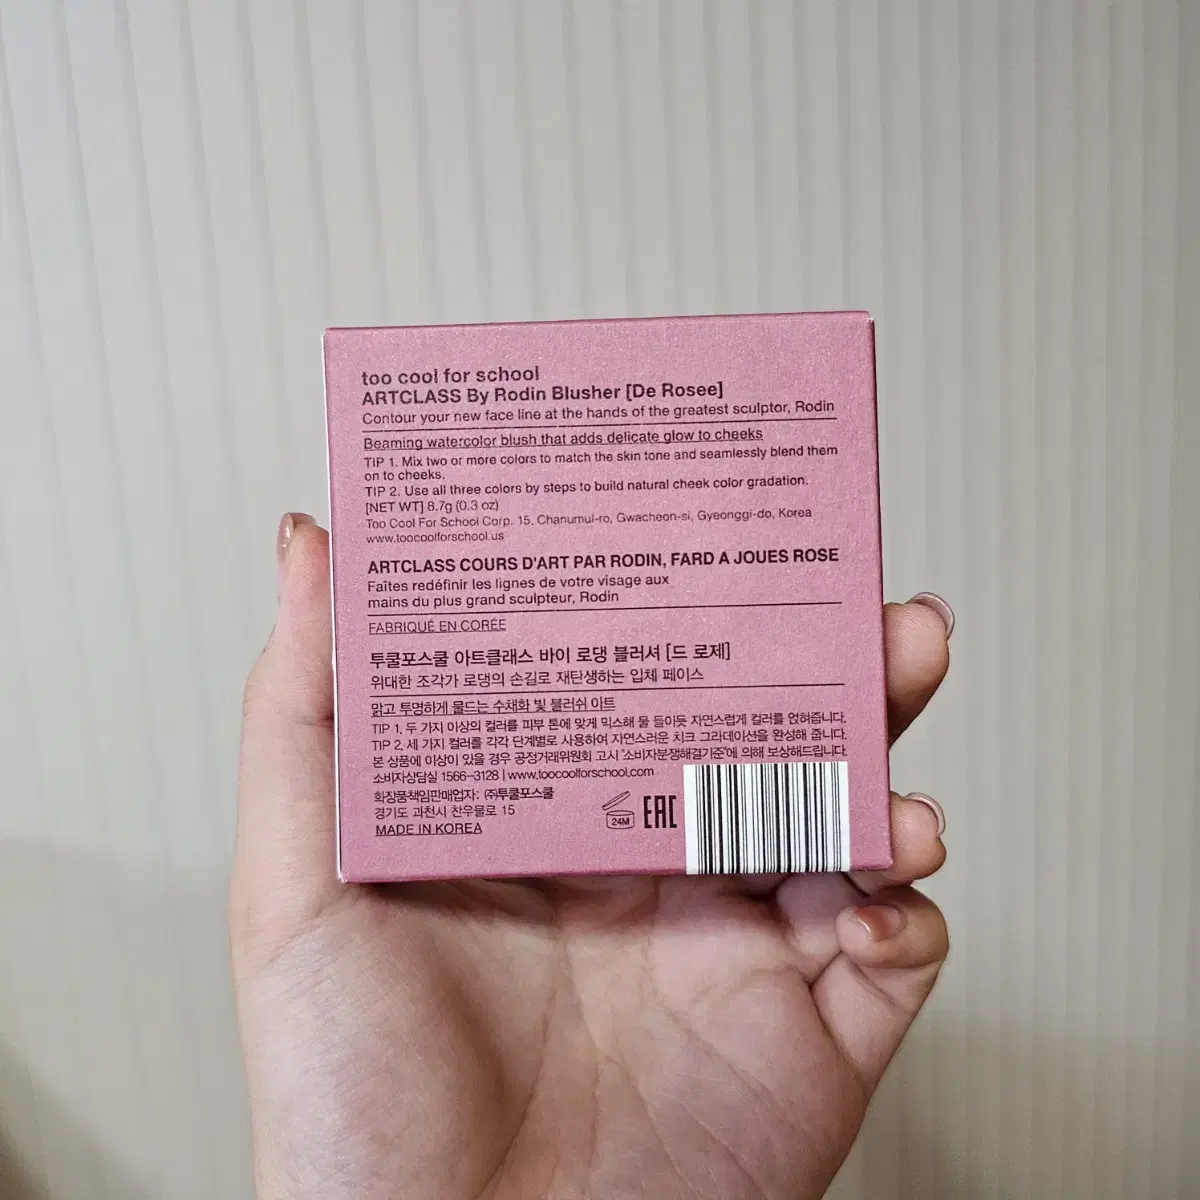 too cool for school
ARTCLASS By Rodin Blusher [De Rosee]
Contour your new face line at the hands of the greatest sculptor, Rodin
Beaming watercolor blush that adds delicate glow to cheeks
TIP 1. Mix two or more colors to match the skin tone and seamlessly blend them
on to cheeks.
TIP 2. Use all three colors by steps to build natural cheek color gradation.
[NET WT] 8.7g (0.3 oz)
Too Cool For School Corp. 15, Chanumul-ro, Gwacheon-si, Gyeonggi-do, Korea
www.toocoolforschool.us
ARTCLASS COURS D'ART PAR RODIN, FARD A JOUES ROSE
Faîtes redéfinir les lignes de votre visage aux
mains du plus grand sculpteur, Rodin
FABRIQUÉ EN CORÉE
투쿨포스쿨 아트클래스 바이 로댕 블러셔 [드 로제]
위대한 조각가 로댕의 손길로 재탄생하는 입체 페이스
맑고 투명하게 물드는 수채화 빛 블러쉬 아트
TIP 1. 두 가지 이상의 컬러를 피부 톤에 맞게 믹스해 물 들이듯 자연스럽게 컬러를 얹혀줍니다.
TIP 2. 세 가지 컬러를 각각 단계별로 사용하여 자연스러운 치크 그라데이션을 완성해 줍니다.
본 상품에 이상이 있을 경우 공정거래위원회 고시 "소비자분쟁해결기준"에 의해 보상해드립니다.
소비자상담실 1566-3128 | www.toocoolforschool.com
화장품책임판매업자: ㈜투쿨포스쿨
경기도 과천시 찬우물로 15
MADE IN KOREA
24M
EAC